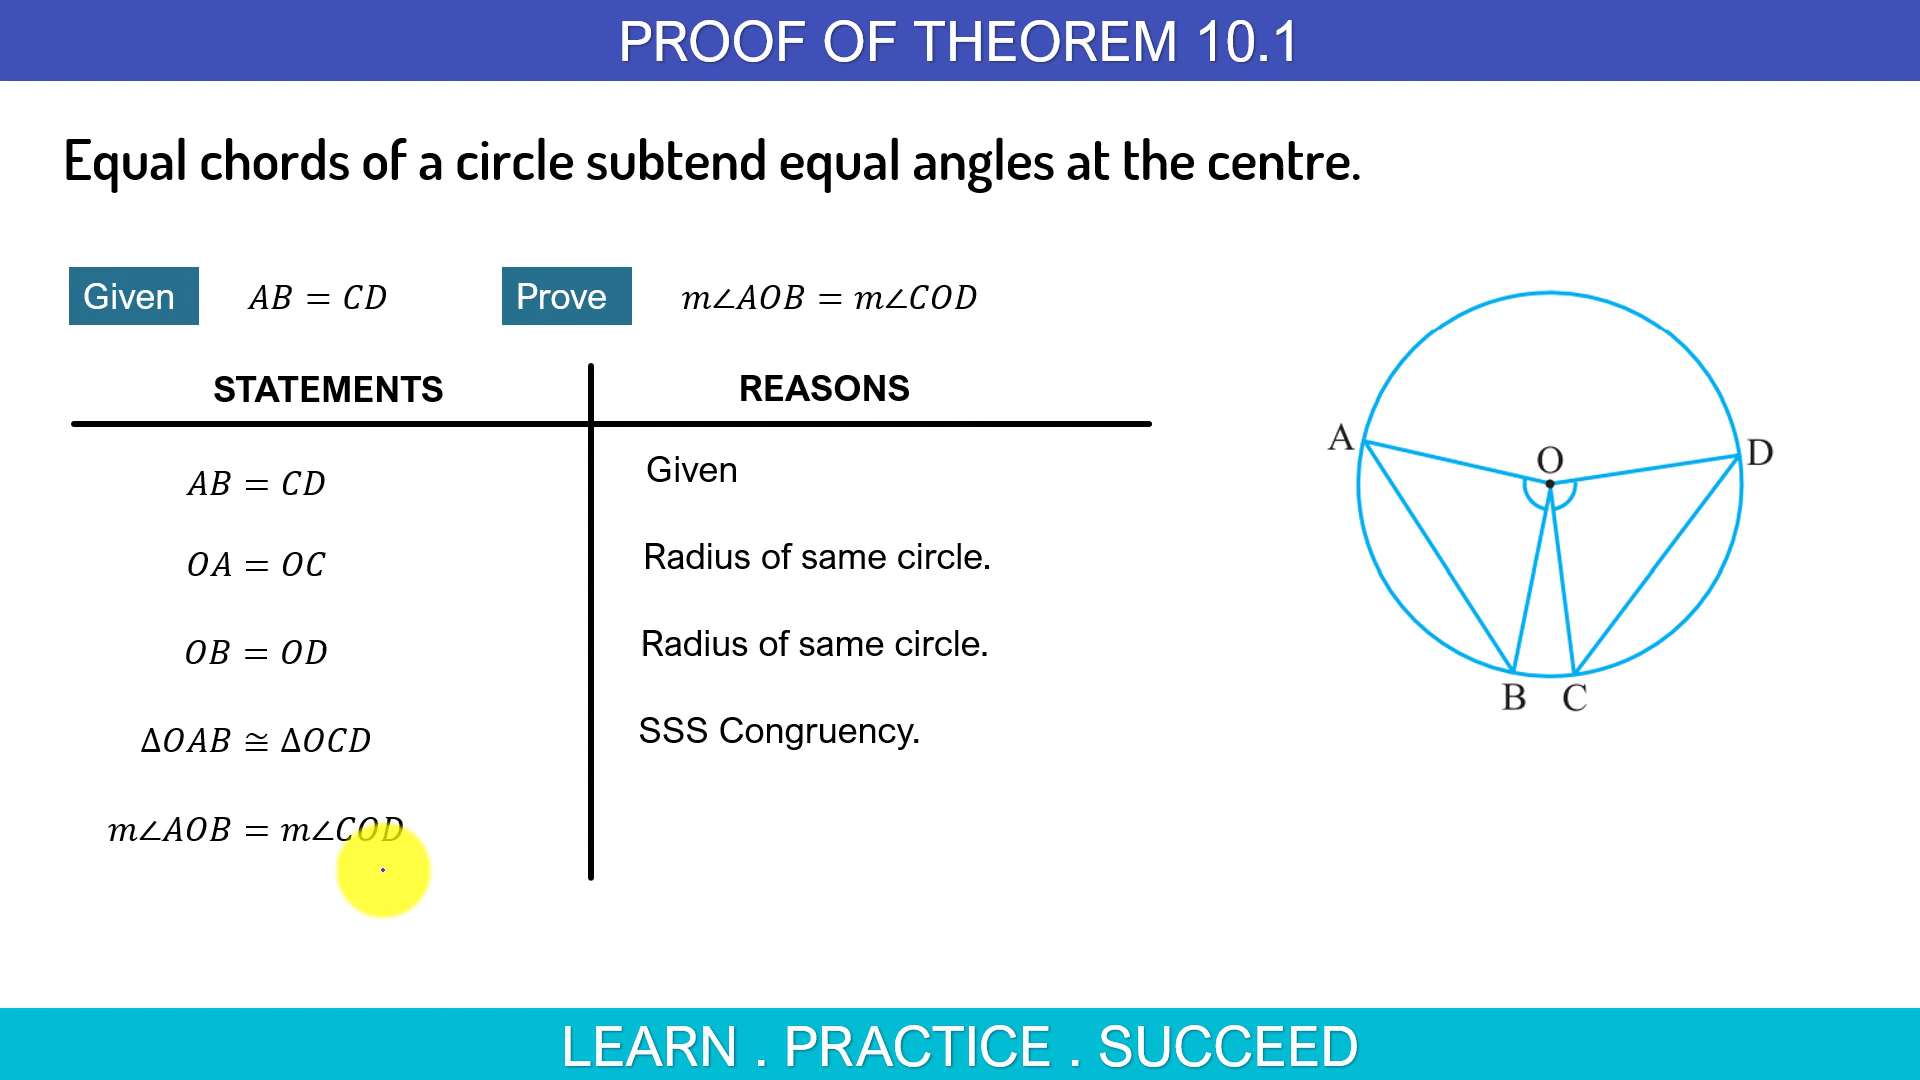 PROOF OF THEOREM 10.1
Equal chords of a circle subtend equal angles at the centre.
Given AB = CD Prove m∠AOB = m∠COD
STATEMENTS REASONS
AB = CD Given
OA = OC Radius of same circle.
OB = OD Radius of same circle.
ΔOAB ≅ ΔOCD SSS Congruency.
m∠AOB = m∠COD
A
O
D
B C
LEARN . PRACTICE . SUCCEED